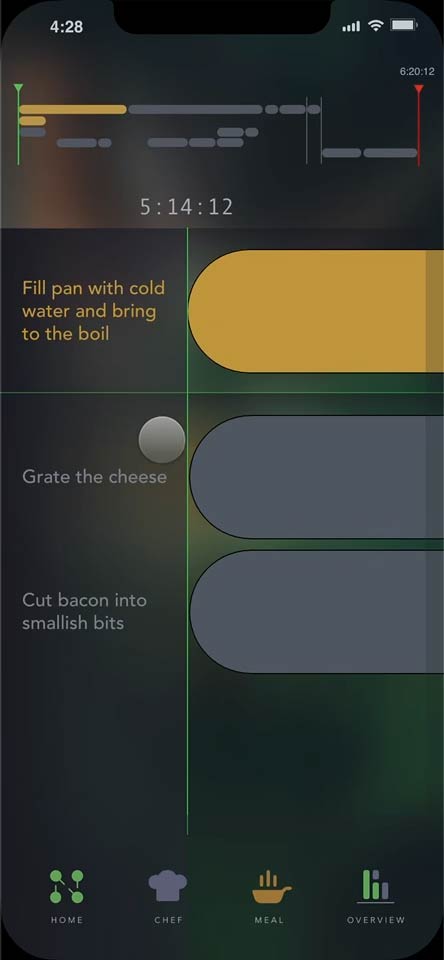 4:28
6:20:12
5:14:12
Fill pan with cold
water and bring
to the boil
Grate the cheese
Cut bacon into
smallish bits
HOME
CHEF
MEAL
OVERVIEW